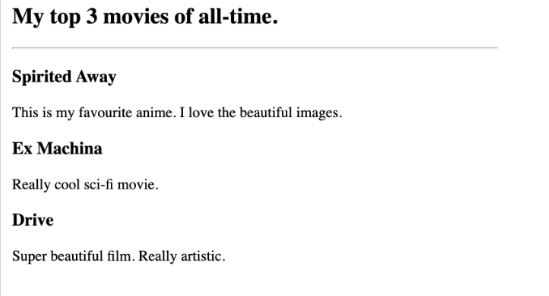 My top 3 movies of all-time.
Spirited Away
This is my favourite anime. I love the beautiful images.
Ex Machina
Really cool sci-fi movie.
Drive
Super beautiful film. Really artistic.